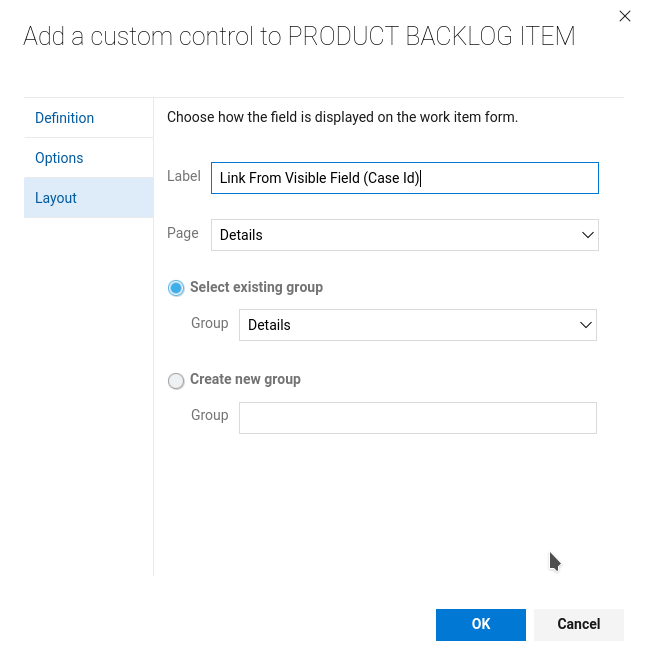 Add a custom control to PRODUCT BACKLOG ITEM
Definition
Options
Layout
Choose how the field is displayed on the work item form.
Label Link From Visible Field (Case Id)
Page Details
Select existing group
Group Details
Create new group
Group
OK Cancel